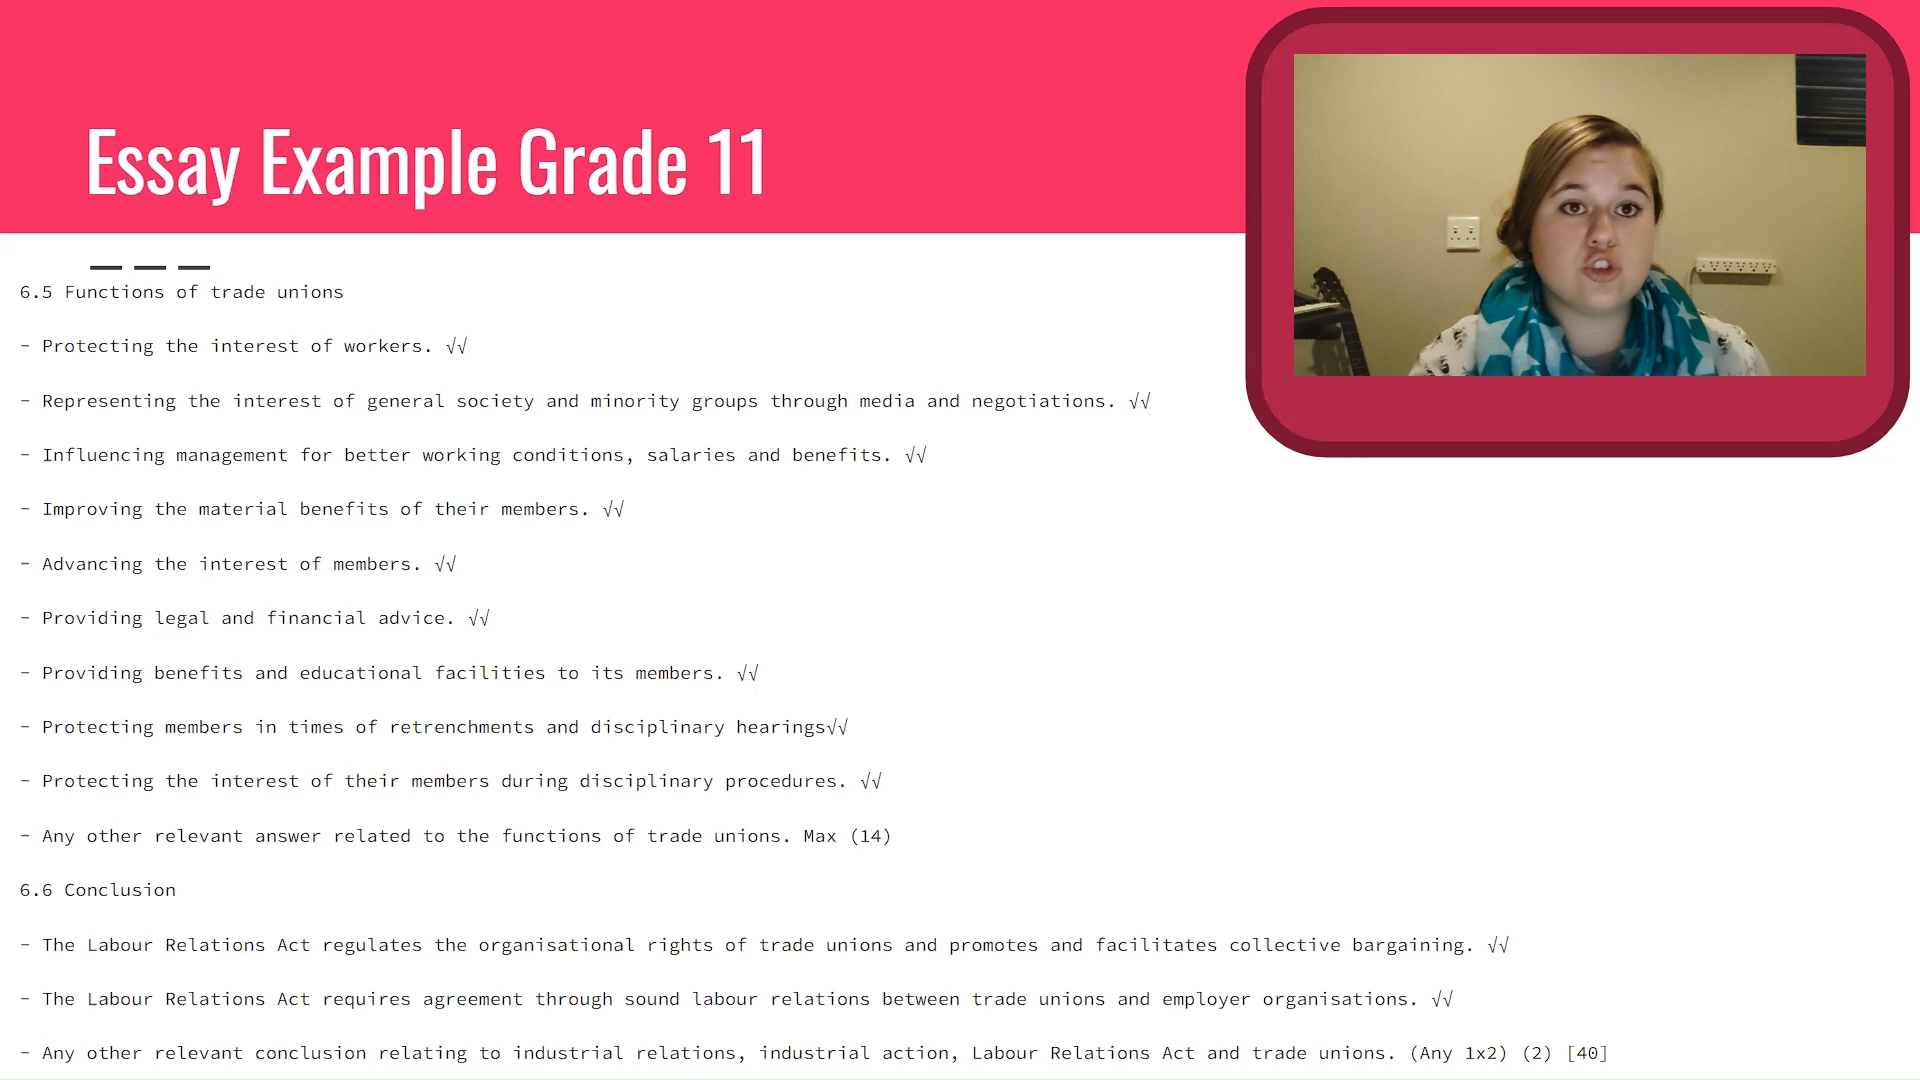 Essay Example Grade 11
6.5 Functions of trade unions
- Protecting the interest of workers. √√
- Representing the interest of general society and minority groups through media and negotiations. √√
- Influencing management for better working conditions, salaries and benefits. √√
- Improving the material benefits of their members. √√
- Advancing the interest of members. √√
- Providing legal and financial advice. √√
- Providing benefits and educational facilities to its members. √√
- Protecting members in times of retrenchments and disciplinary hearings√√
- Protecting the interest of their members during disciplinary procedures. √√
- Any other relevant answer related to the functions of trade unions. Max (14)
6.6 Conclusion
- The Labour Relations Act regulates the organisational rights of trade unions and promotes and facilitates collective bargaining. √√
- The Labour Relations Act requires agreement through sound labour relations between trade unions and employer organisations. √√
- Any other relevant conclusion relating to industrial relations, industrial action, Labour Relations Act and trade unions. (Any 1x2) (2) [40]